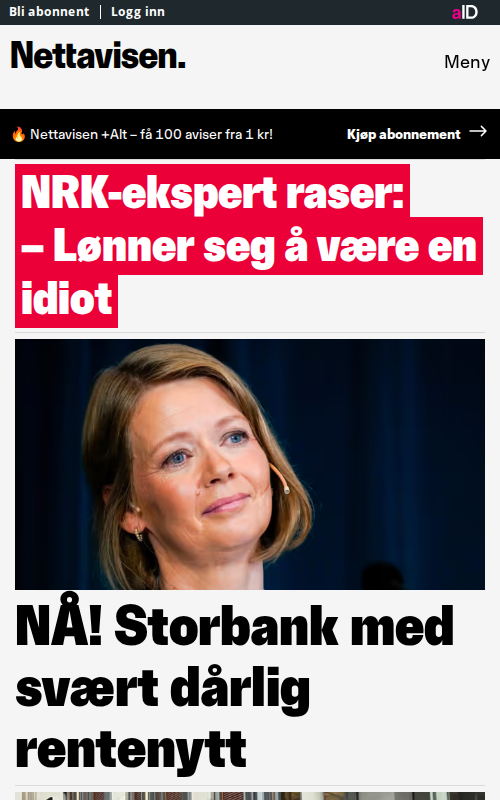 Bli abonnent | Logg inn
aID
Nettavisen.
Meny
🔥 Nettavisen +Alt – få 100 aviser fra 1 kr!
Kjøp abonnement →
NRK-ekspert raser:
– Lønner seg å være en
idiot
NÅ! Storbank med
svært dårlig
rentenytt